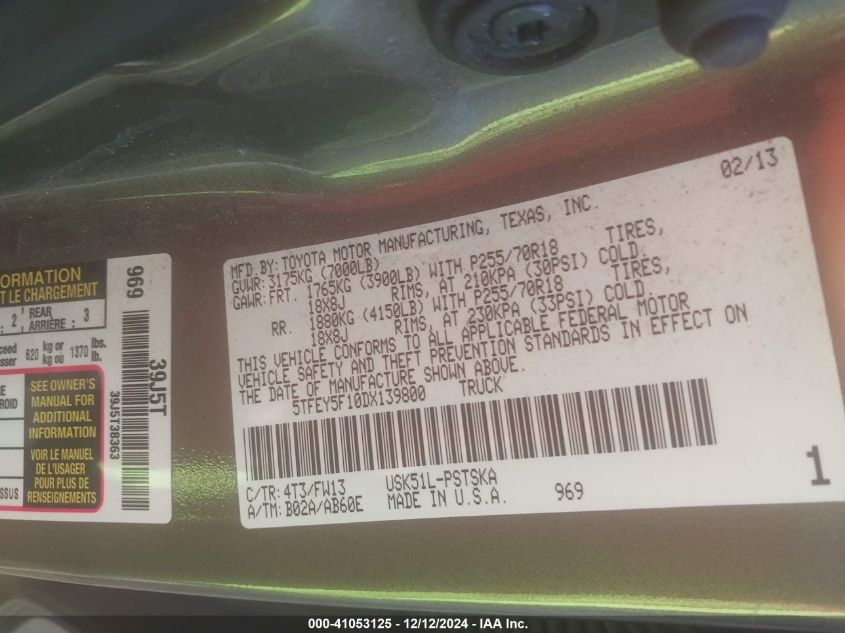 ORMATION
T LE CHARGEMENT
: 2 REAR ARRIÈRE : 3
ceed 620 kg or kg ou 1370 lbs. lb.
SEE OWNER'S
MANUAL FOR
ADDITIONAL
INFORMATION
VOIR LE MANUEL
DE L'USAGER
POUR PLUS DE
RENSEIGNEMENTS
969
39J5T
39J5T38363
02/13
MFD.BY: TOYOTA MOTOR MANUFACTURING, TEXAS, INC.
GVWR: 3175KG (7000LB)
GAWR: FRT. 1765KG (3900LB) WITH P255/70R18 TIRES,
18X8J RIMS, AT 210KPA (30PSI) COLD.
RR. 1880KG (4150LB) WITH P255/70R18 TIRES,
18X8J RIMS, AT 230KPA (33PSI) COLD
THIS VEHICLE CONFORMS TO ALL APPLICABLE FEDERAL MOTOR
VEHICLE SAFETY AND THEFT PREVENTION STANDARDS IN EFFECT ON
THE DATE OF MANUFACTURE SHOWN ABOVE.
5TFEY5F10DX139800 TRUCK
C/TR: 4T3/FW13 USK51L-PSTSKA
A/TM: B02A/AB60E MADE IN U.S.A. 969
1
000-41053125 - 12/12/2024 - IAA Inc.